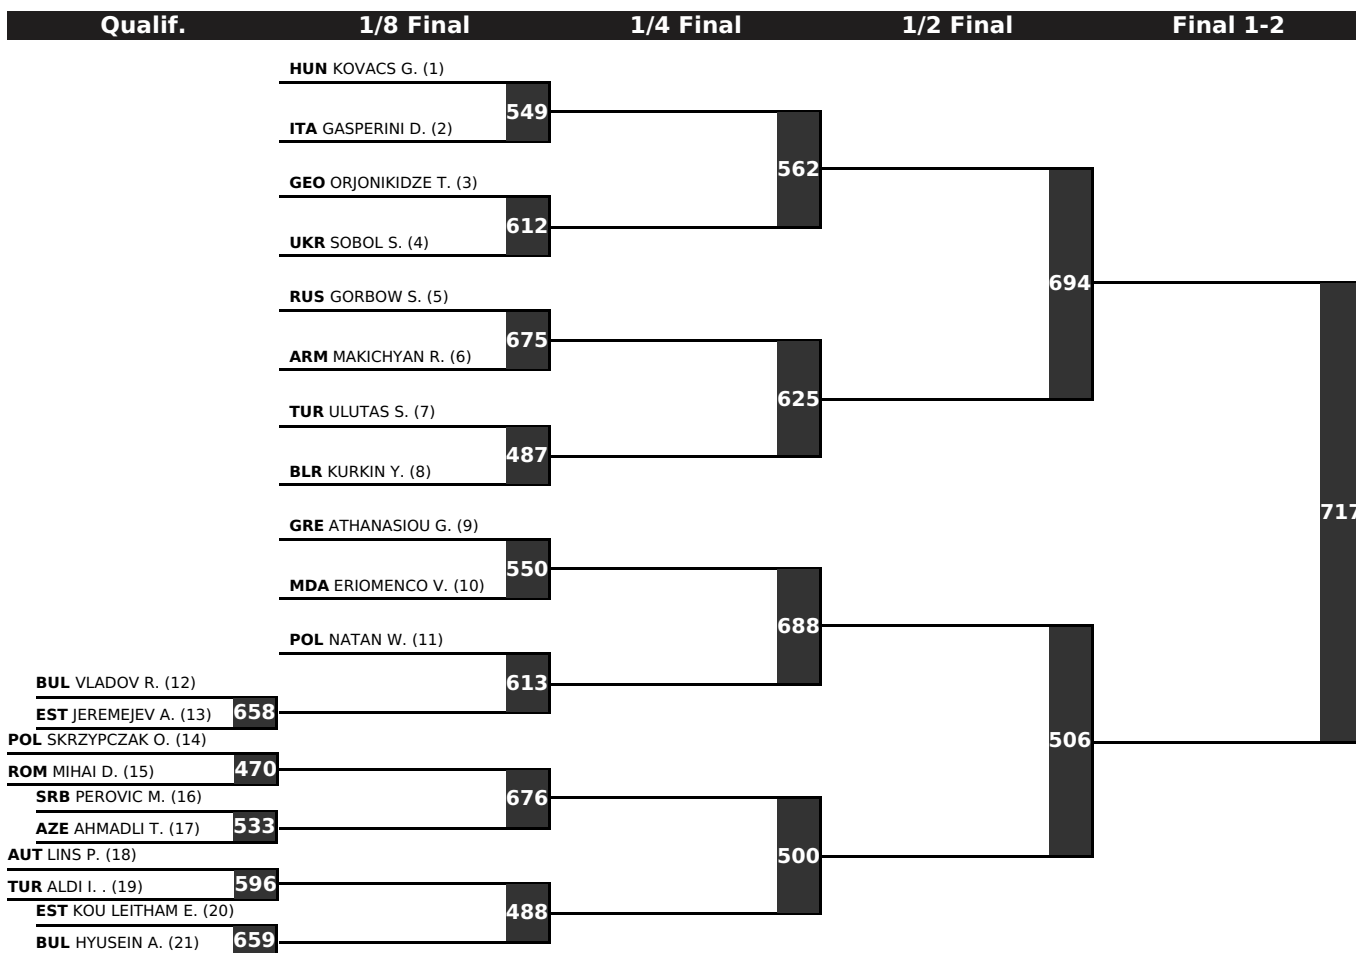 Qualif. 1/8 Final 1/4 Final 1/2 Final Final 1-2
HUN KOVACS G. (1)
549
ITA GASPERINI D. (2)
562
GEO ORJONIKIDZE T. (3)
612
UKR SOBOL S. (4)
694
RUS GORBOW S. (5)
675
ARM MAKICHYAN R. (6)
625
TUR ULUTAS S. (7)
487
BLR KURKIN Y. (8)
717
GRE ATHANASIOU G. (9)
550
MDA ERIOMENCO V. (10)
688
POL NATAN W. (11)
613
BUL VLADOV R. (12)
658
EST JEREMEJEV A. (13)
POL SKRZYPCZAK O. (14)
506
470
ROM MIHAI D. (15)
SRB PEROVIC M. (16)
676
533
AZE AHMADLI T. (17)
AUT LINS P. (18)
500
596
TUR ALDI I. . (19)
EST KOU LEITHAM E. (20)
488
659
BUL HYUSEIN A. (21)